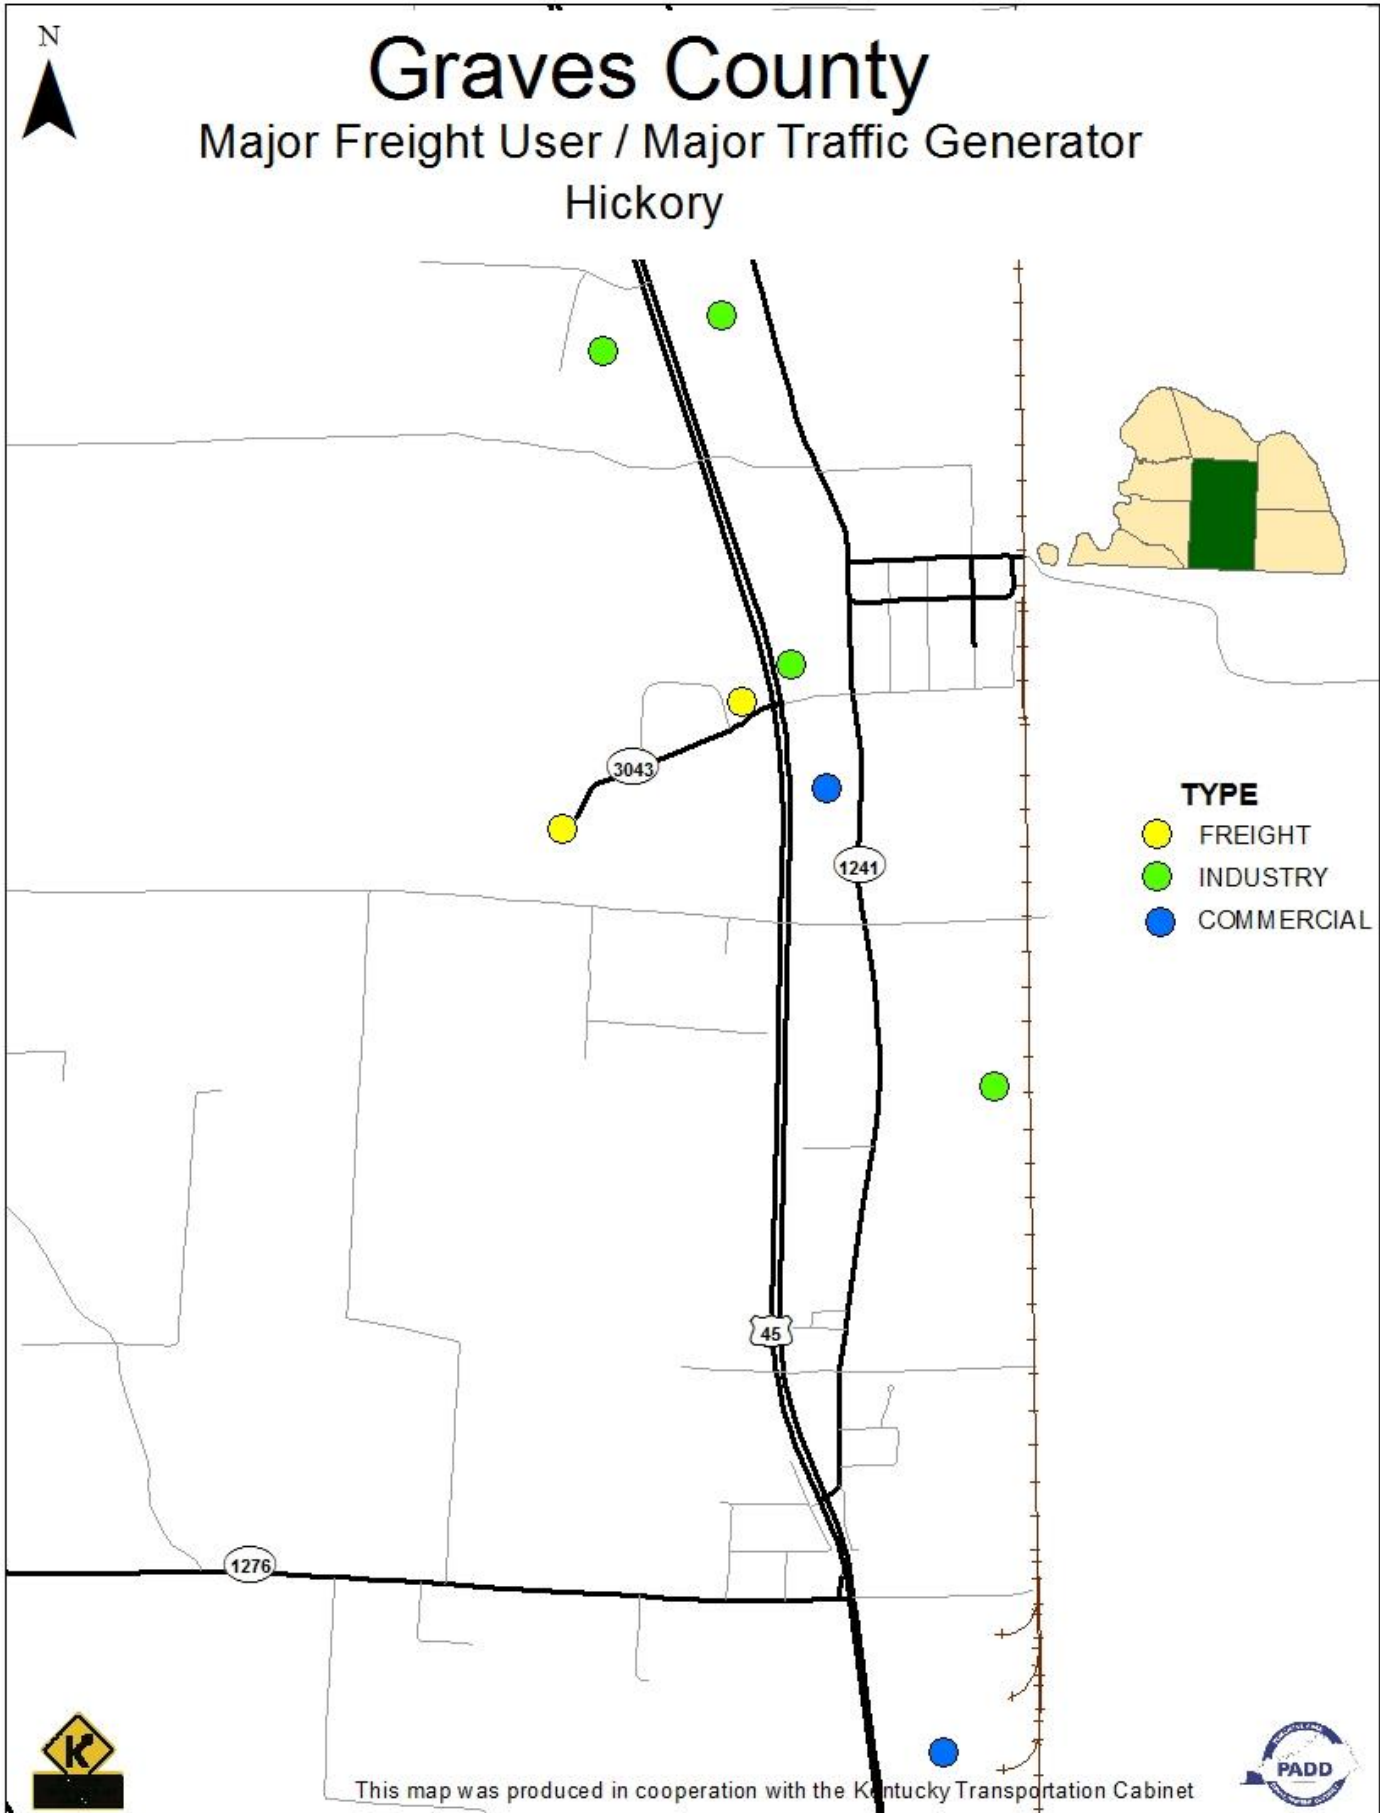 N
Graves County
Major Freight User / Major Traffic Generator
Hickory
3043
1241
TYPE
FREIGHT
INDUSTRY
COMMERCIAL
45
1276
K
PADD
This map was produced in cooperation with the Kentucky Transportation Cabinet